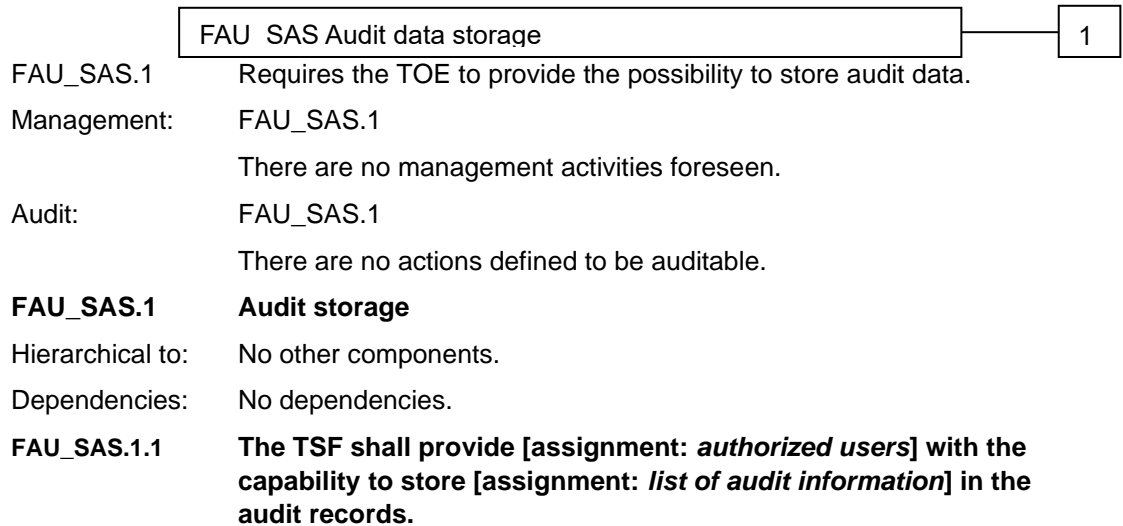 FAU_SAS Audit data storage 1
FAU_SAS.1 Requires the TOE to provide the possibility to store audit data.
Management: FAU_SAS.1
There are no management activities foreseen.
Audit: FAU_SAS.1
There are no actions defined to be auditable.
FAU_SAS.1 Audit storage
Hierarchical to: No other components.
Dependencies: No dependencies.
FAU_SAS.1.1 The TSF shall provide [assignment: authorized users] with the
capability to store [assignment: list of audit information] in the
audit records.